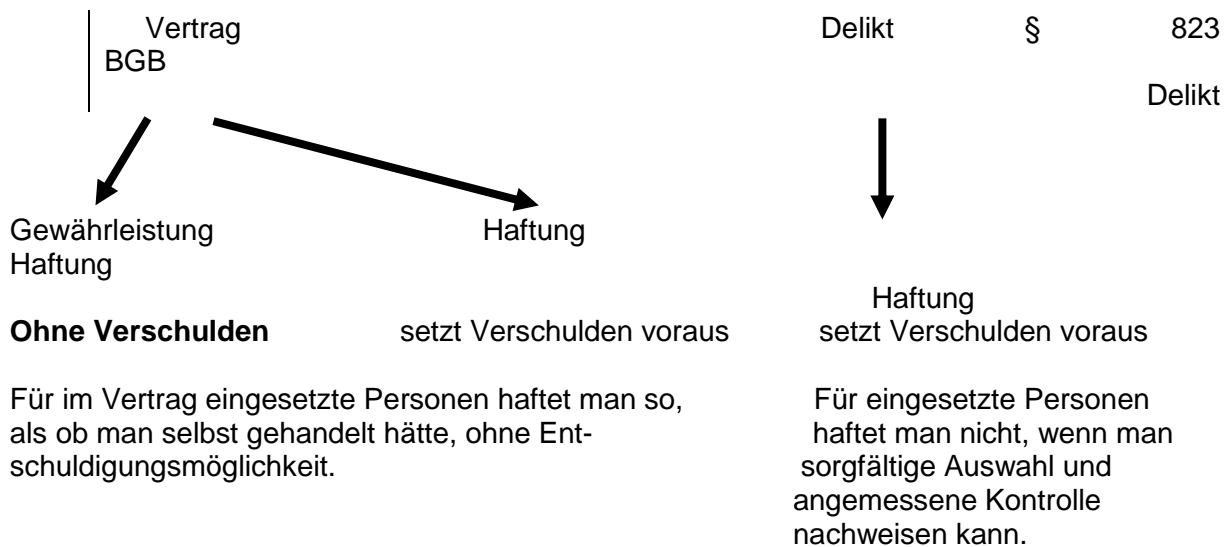 Vertrag Delikt § 823
BGB
Delikt
Gewährleistung Haftung
Haftung
Haftung
Ohne Verschulden setzt Verschulden voraus setzt Verschulden voraus
Für im Vertrag eingesetzte Personen haftet man so, Für eingesetzte Personen
als ob man selbst gehandelt hätte, ohne Ent- haftet man nicht, wenn man
schuldigungsmöglichkeit. sorgfältige Auswahl und
angemessene Kontrolle
nachweisen kann.